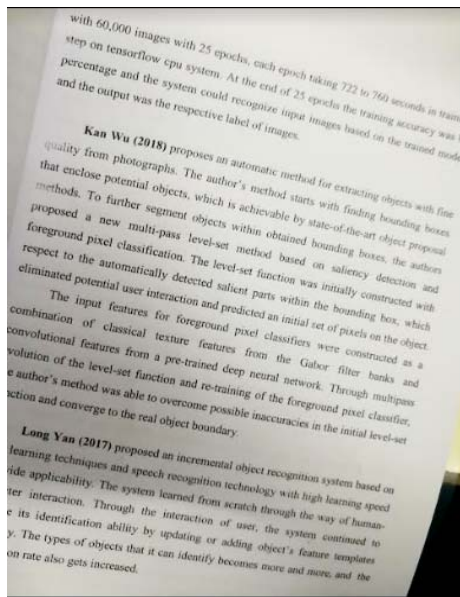 with 60,000 images with 25 epochs, each epoch taking 722 to 760 seconds in
step on tensorflow cpu system. At the end of 25 epochs the training accuracy was
percentage and the system could recognize input images based on the trained
and the output was the respective label of images.
Kan Wu (2018) proposes an automatic method for extracting objects with fine
quality from photographs. The author's method starts with finding bounding boxes
that enclose potential objects, which is achievable by state-of-the-art object proposal
methods. To further segment objects within obtained bounding boxes, the authors
proposed a new multi-pass level-set method based on saliency detection and
foreground pixel classification. The level-set function was initially constructed with
respect to the automatically detected salient parts within the bounding box, which
eliminated potential user interaction and predicted an initial set of pixels on the object.
The input features for foreground pixel classifiers were constructed as a
combination of classical texture features from the Gabor filter banks and
convolutional features from a pre-trained deep neural network. Through multipass
volution of the level-set function and re-training of the foreground pixel classifier,
e author's method was able to overcome possible inaccuracies in the initial level-set
nction and converge to the real object boundary.
Long Yan (2017) proposed an incremental object recognition system based on
learning techniques and speech recognition technology with high learning speed
ide applicability. The system learned from scratch through the way of human-
ter interaction. Through the interaction of user, the system continued to
e its identification ability by updating or adding object's feature templates
y. The types of objects that it can identify becomes more and more, and the
on rate also gets increased.